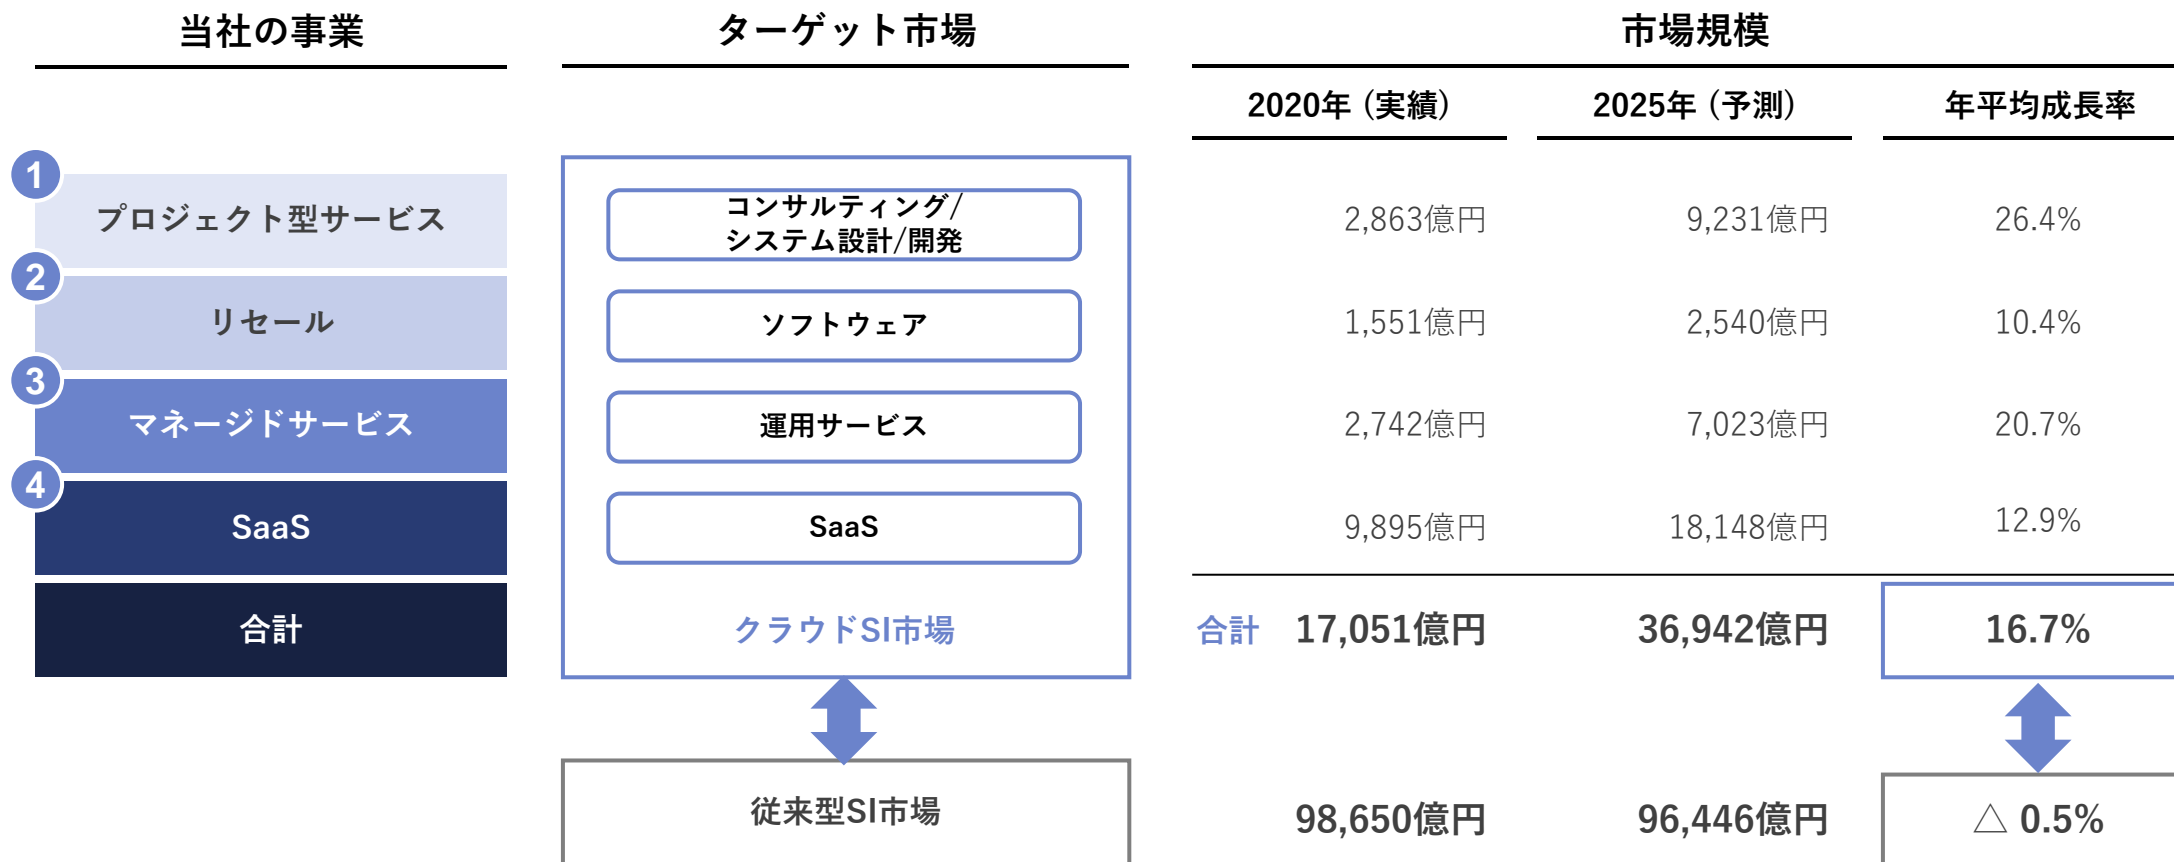 当社の事業
ターゲット市場
市場規模
2020年 (実績)
2025年 (予測)
年平均成長率
1
プロジェクト型サービス
コンサルティング/
システム設計/開発
2,863億円
9,231億円
26.4%
2
リセール
ソフトウェア
1,551億円
2,540億円
10.4%
3
マネージドサービス
運用サービス
2,742億円
7,023億円
20.7%
4
SaaS
SaaS
9,895億円
18,148億円
12.9%
合計
クラウドSI市場
合計
17,051億円
36,942億円
16.7%
従来型SI市場
98,650億円
96,446億円
△ 0.5%